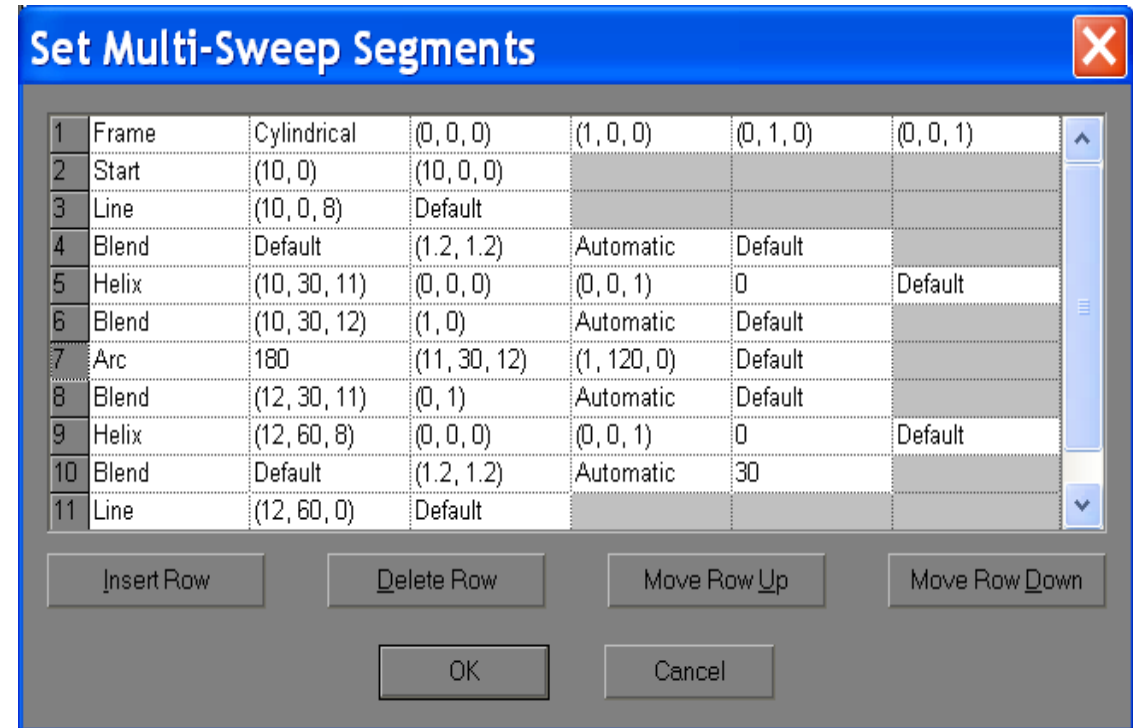 Set Multi-Sweep Segments
1 Frame Cylindrical (0, 0, 0) (1, 0, 0) (0, 1, 0) (0, 0, 1)
2 Start (10, 0) (10, 0, 0)
3 Line (10, 0, 8) Default
4 Blend Default (1.2, 1.2) Automatic Default
5 Helix (10, 30, 11) (0, 0, 0) (0, 0, 1) 0 Default
6 Blend (10, 30, 12) (1, 0) Automatic Default
7 Arc 180 (11, 30, 12) (1, 120, 0) Default
8 Blend (12, 30, 11) (0, 1) Automatic Default
9 Helix (12, 60, 8) (0, 0, 0) (0, 0, 1) 0 Default
10 Blend Default (1.2, 1.2) Automatic 30
11 Line (12, 60, 0) Default
Insert Row Delete Row Move Row Up Move Row Down
OK Cancel